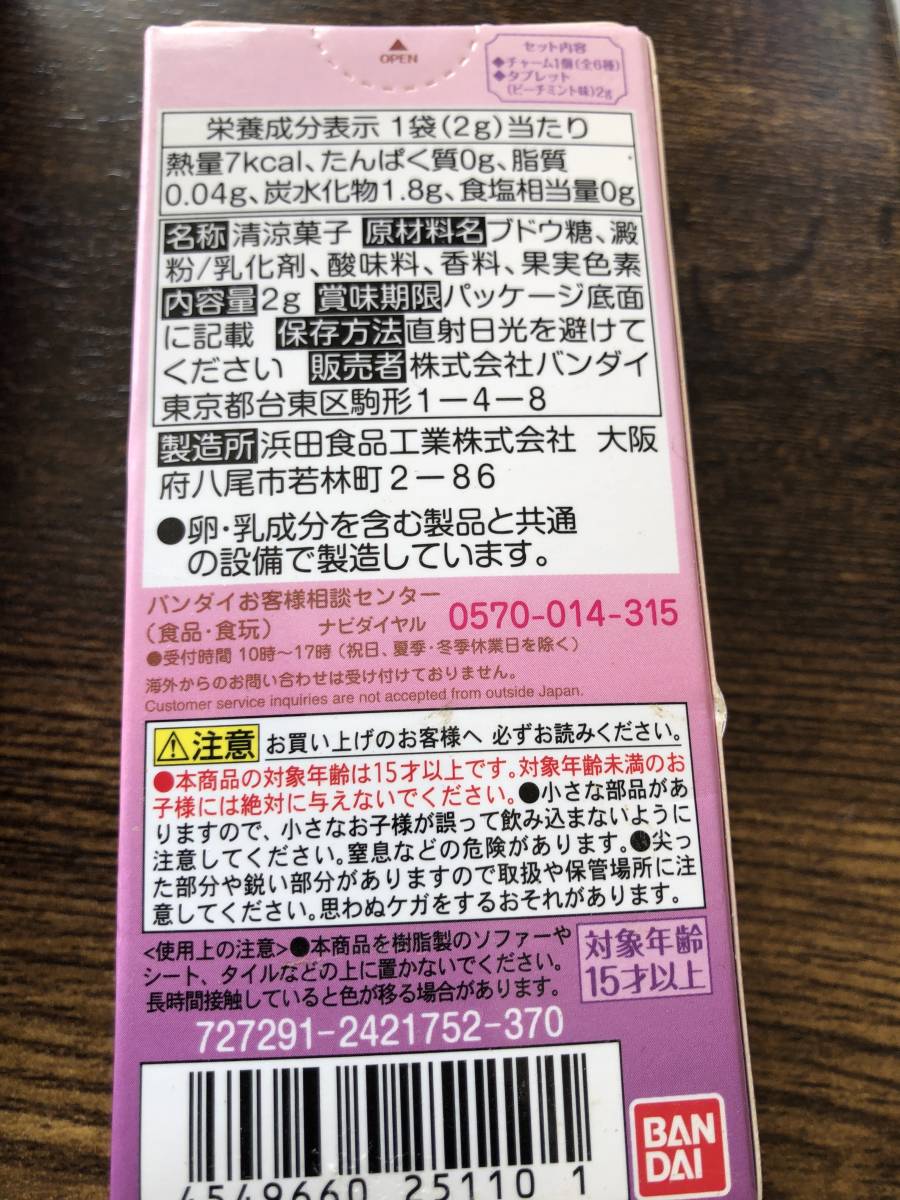 ▲
OPEN
セット内容
◆チャーム1個(全6種)
◆タブレット
(ピーチミント味)2g
栄養成分表示 1袋(2g)当たり
熱量7kcal、たんぱく質0g、脂質
0.04g、炭水化物1.8g、食塩相当量0g
名称 清涼菓子 原材料名 ブドウ糖、澱
粉/乳化剤、酸味料、香料、果実色素
内容量 2g 賞味期限 パッケージ底面
に記載 保存方法 直射日光を避けて
ください 販売者 株式会社バンダイ
東京都台東区駒形1-4-8
製造所 浜田食品工業株式会社 大阪
府八尾市若林町2-86
●卵・乳成分を含む製品と共通
の設備で製造しています。
バンダイお客様相談センター
(食品・食玩) ナビダイヤル 0570-014-315
●受付時間 10時~17時 (祝日、夏季・冬季休業日を除く)
海外からのお問い合わせは受け付けておりません。
Customer service inquiries are not accepted from outside Japan.
⚠注意 お買い上げのお客様へ 必ずお読みください。
●本商品の対象年齢は15才以上です。対象年齢未満のお
子様には絶対に与えないでください。●小さな部品があ
りますので、小さなお子様が誤って飲み込まないように
注意してください。窒息などの危険があります。●尖っ
た部分や鋭い部分がありますので取扱や保管場所に注
意してください。思わぬケガをするおそれがあります。
<使用上の注意>●本商品を樹脂製のソファーや
シート、タイルなどの上に置かないでください。
長時間接触していると色が移る場合があります。
対象年齢
15才以上
727291-2421752-370
4549660 25110 1
BAN
DAI